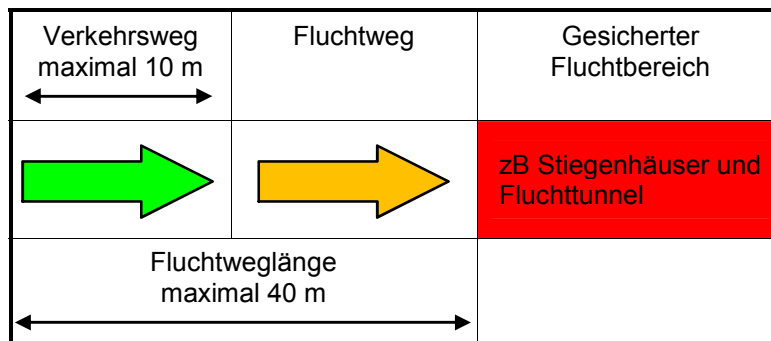 Verkehrsweg
maximal 10 m
Fluchtweg
Gesicherter
Fluchtbereich
zB Stiegenhäuser und
Fluchttunnel
Fluchtweglänge
maximal 40 m